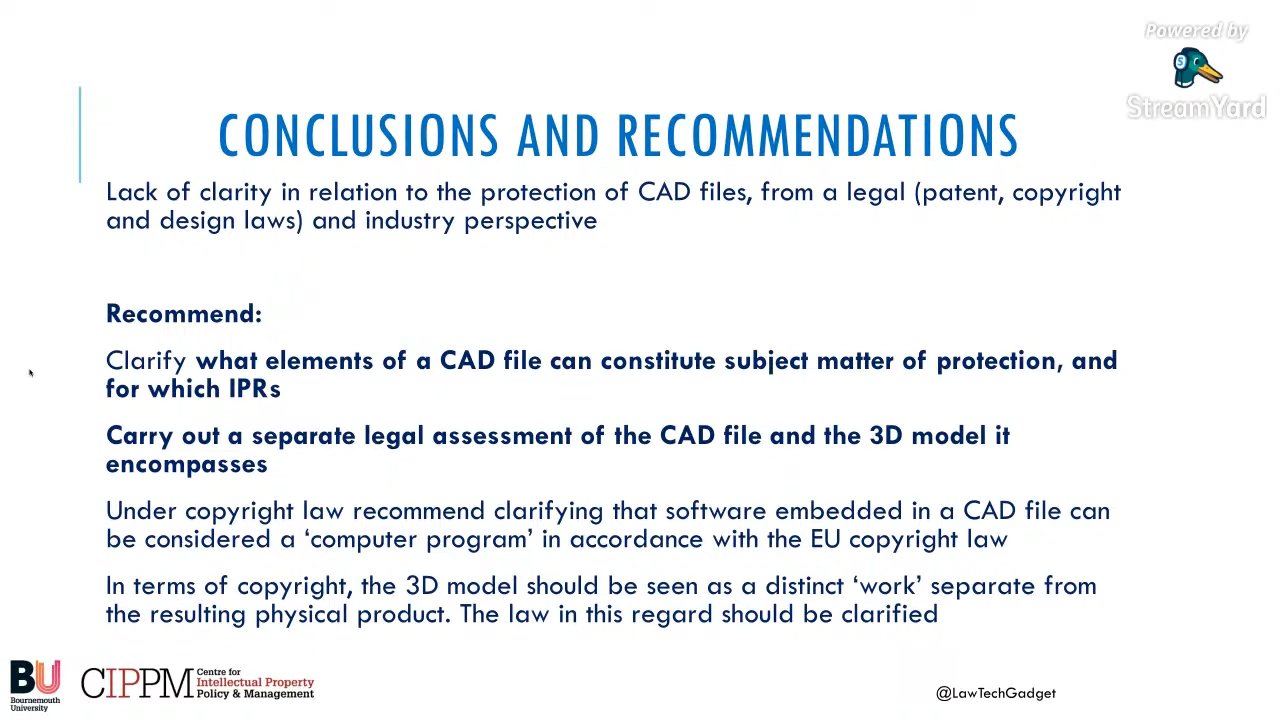 Powered by
StreamYard
CONCLUSIONS AND RECOMMENDATIONS
Lack of clarity in relation to the protection of CAD files, from a legal (patent, copyright
and design laws) and industry perspective
Recommend:
Clarify what elements of a CAD file can constitute subject matter of protection, and
for which IPRs
Carry out a separate legal assessment of the CAD file and the 3D model it
encompasses
Under copyright law recommend clarifying that software embedded in a CAD file can
be considered a ‘computer program’ in accordance with the EU copyright law
In terms of copyright, the 3D model should be seen as a distinct ‘work’ separate from
the resulting physical product. The law in this regard should be clarified
BU
Bournemouth
University
CIPPM
Centre for
Intellectual Property
Policy & Management
@LawTechGadget